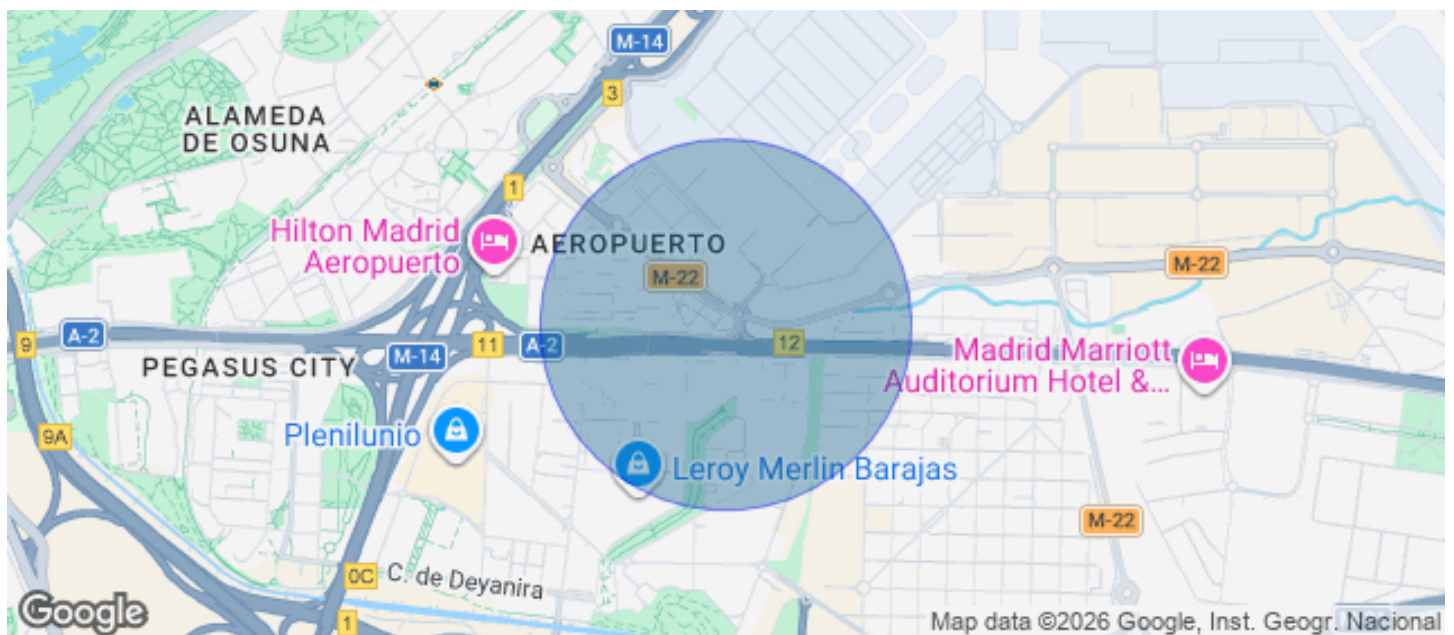 M-14
3
ALAMEDA
DE OSUNA
1
Hilton Madrid
Aeropuerto
AEROPUERTO
M-22
M-22
9
A-2
11
A-2
12
M-14
PEGASUS CITY
Madrid Marriott
Auditorium Hotel &...
9A
Plenilunio
Leroy Merlin Barajas
M-22
0C
C. de Deyanira
1
Google
Map data ©2026 Google, Inst. Geogr. Nacional